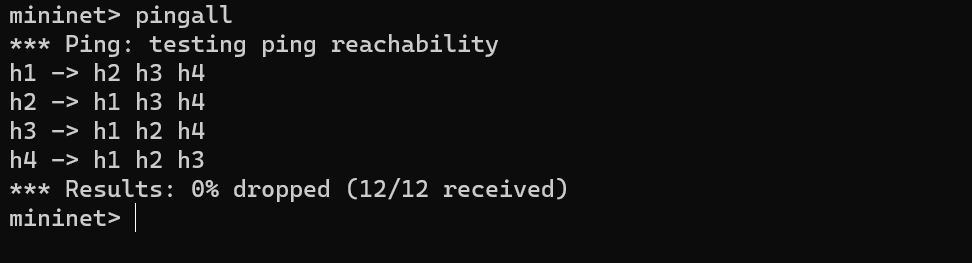 mininet> pingall
*** Ping: testing ping reachability
h1 -> h2 h3 h4
h2 -> h1 h3 h4
h3 -> h1 h2 h4
h4 -> h1 h2 h3
*** Results: 0% dropped (12/12 received)
mininet>